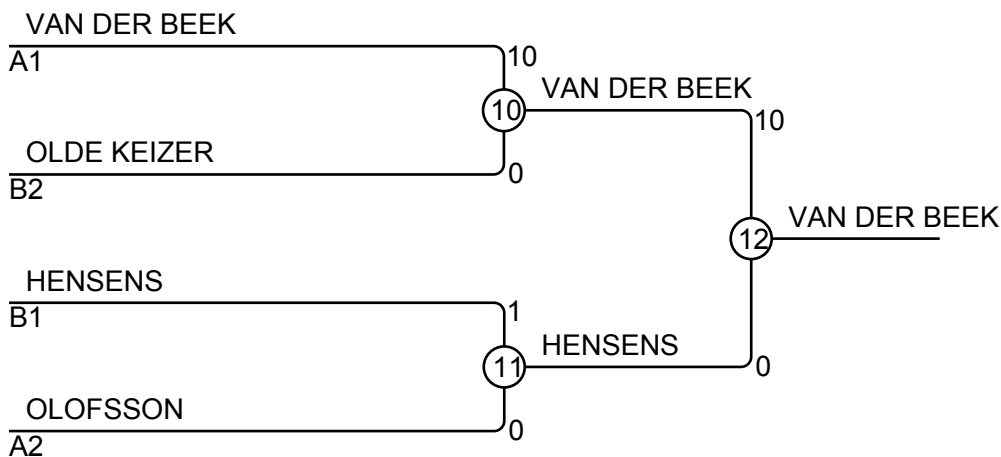 VAN DER BEEK
A1
10
10
VAN DER BEEK
10
OLDE KEIZER
B2
0
12
VAN DER BEEK
HENSENS
B1
1
11
HENSENS
0
OLOFSSON
A2
0